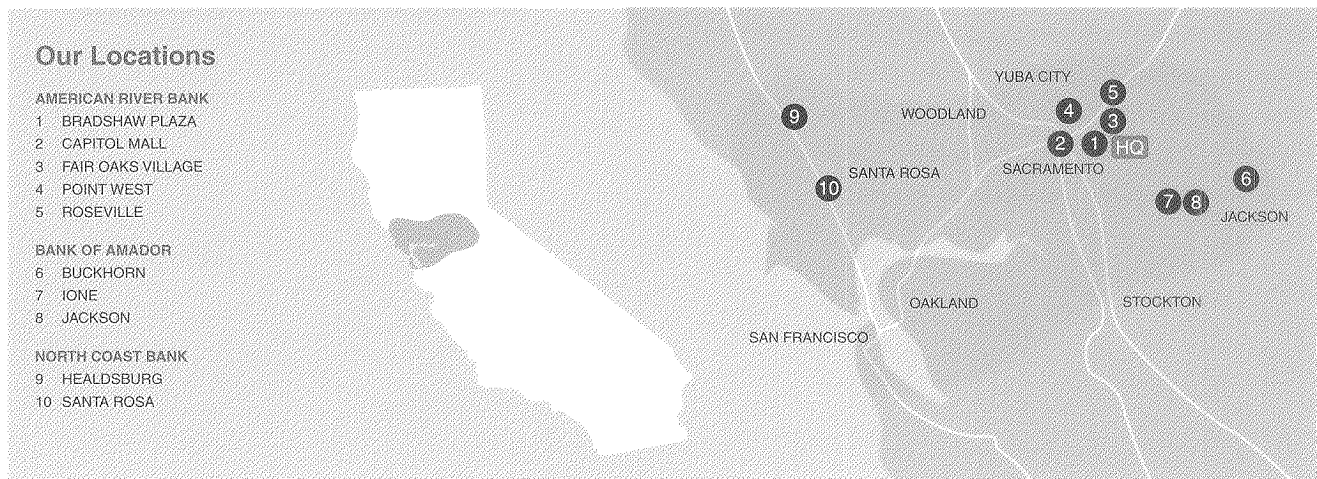 Our Locations
AMERICAN RIVER BANK
1 BRADSHAW PLAZA
2 CAPITOL MALL
3 FAIR OAKS VILLAGE
4 POINT WEST
5 ROSEVILLE
BANK OF AMADOR
6 BUCKHORN
7 IONE
8 JACKSON
NORTH COAST BANK
9 HEALDSBURG
10 SANTA ROSA
YUBA CITY
5
4
9
WOODLAND
3
2
1
HQ
SACRAMENTO
SANTA ROSA
6
10
7
8
JACKSON
OAKLAND
STOCKTON
SAN FRANCISCO